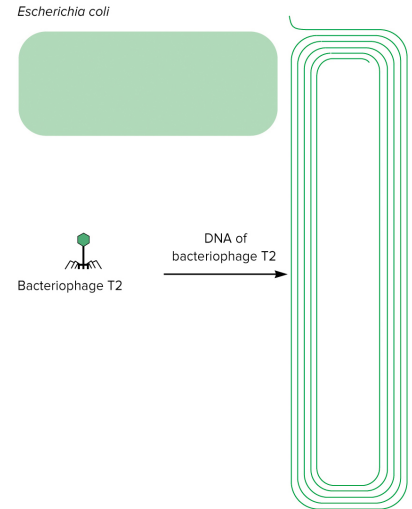 Escherichia coli
DNA of
bacteriophage T2
Bacteriophage T2